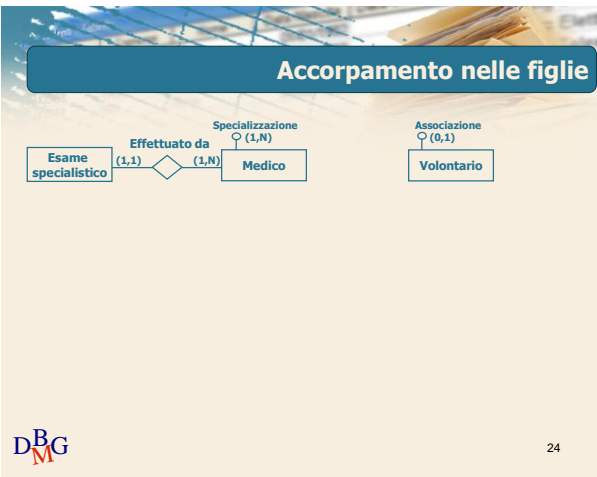 Accorpamento nelle figlie
Specializzazione
(1,N)
Associazione
(0,1)
Effettuato da
Esame
specialistico
(1,1)
(1,N)
Medico
Volontario
DBMG
24